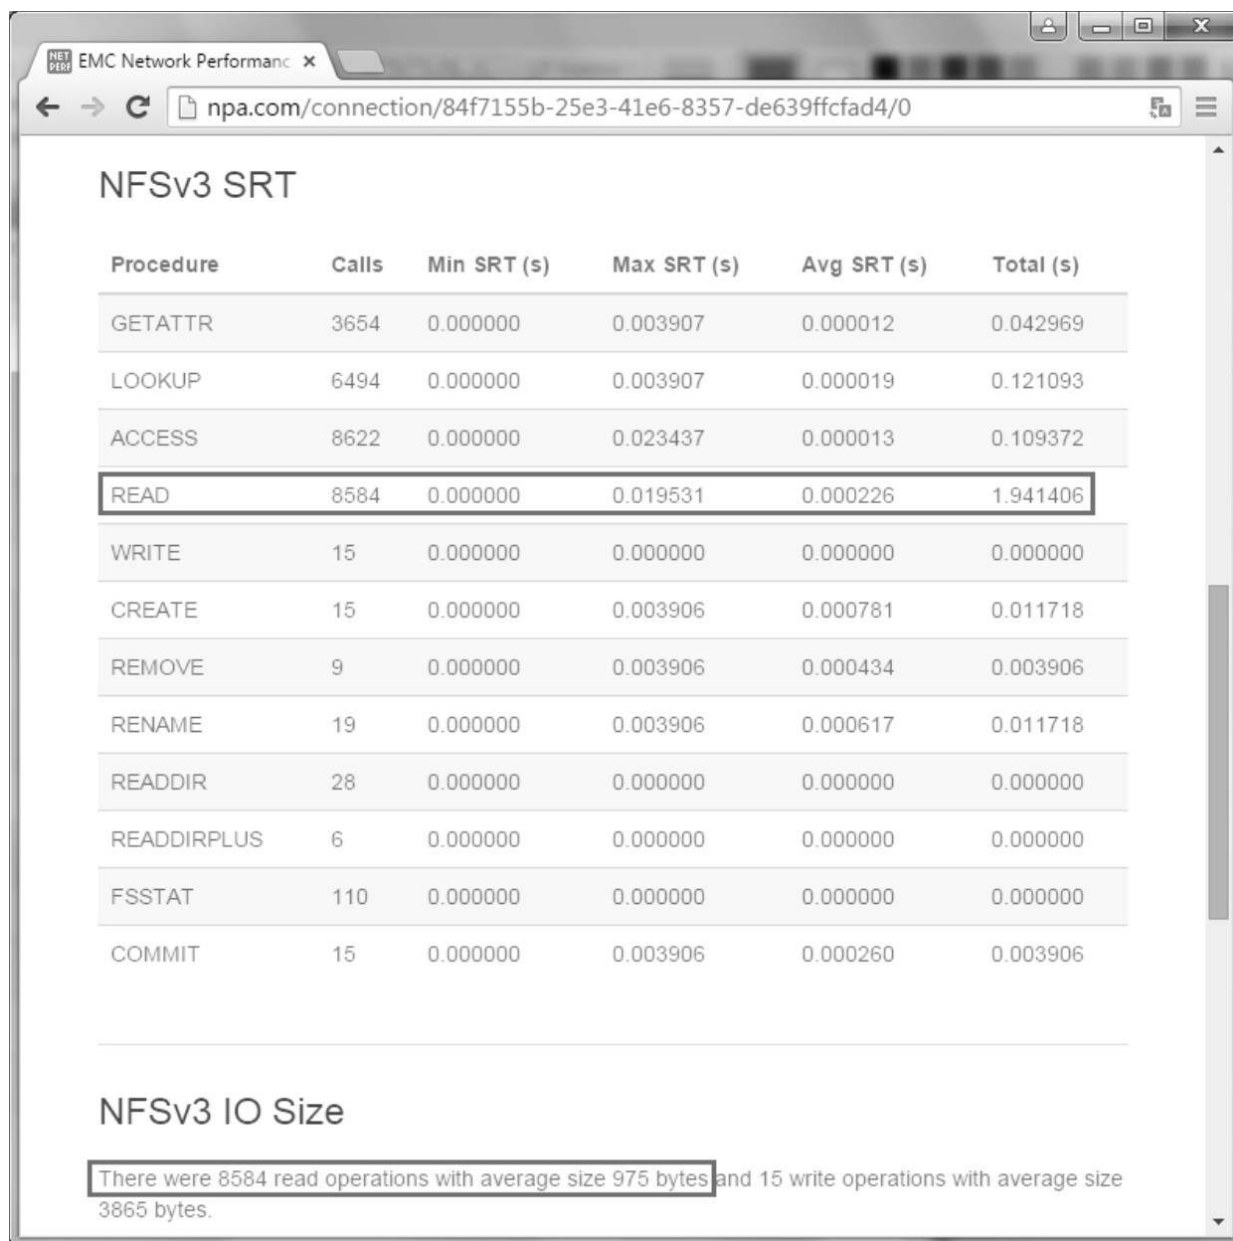 NET PERF EMC Network Performanc
npa.com/connection/84f7155b-25e3-41e6-8357-de639ffcfad4/0
NFSv3 SRT
Procedure Calls Min SRT (s) Max SRT (s) Avg SRT (s) Total (s)
GETATTR 3654 0.000000 0.003907 0.000012 0.042969
LOOKUP 6494 0.000000 0.003907 0.000019 0.121093
ACCESS 8622 0.000000 0.023437 0.000013 0.109372
READ 8584 0.000000 0.019531 0.000226 1.941406
WRITE 15 0.000000 0.000000 0.000000 0.000000
CREATE 15 0.000000 0.003906 0.000781 0.011718
REMOVE 9 0.000000 0.003906 0.000434 0.003906
RENAME 19 0.000000 0.003906 0.000617 0.011718
READDIR 28 0.000000 0.000000 0.000000 0.000000
READDIRPLUS 6 0.000000 0.000000 0.000000 0.000000
FSSTAT 110 0.000000 0.000000 0.000000 0.000000
COMMIT 15 0.000000 0.003906 0.000260 0.003906
NFSv3 IO Size
There were 8584 read operations with average size 975 bytes and 15 write operations with average size
3865 bytes.